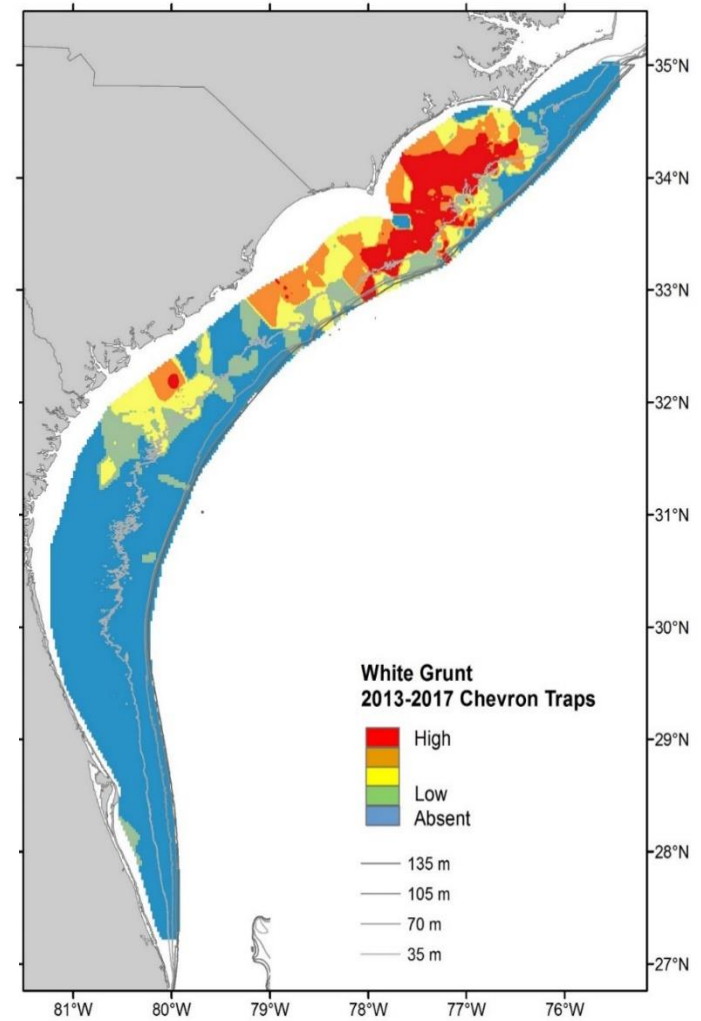 35°N
34°N
33°N
32°N
31°N
30°N
White Grunt
2013-2017 Chevron Traps
High
29°N
Low
Absent
28°N
135 m
105 m
70 m
35 m
27°N
81°W 80°W 79°W 78°W 77°W 76°W